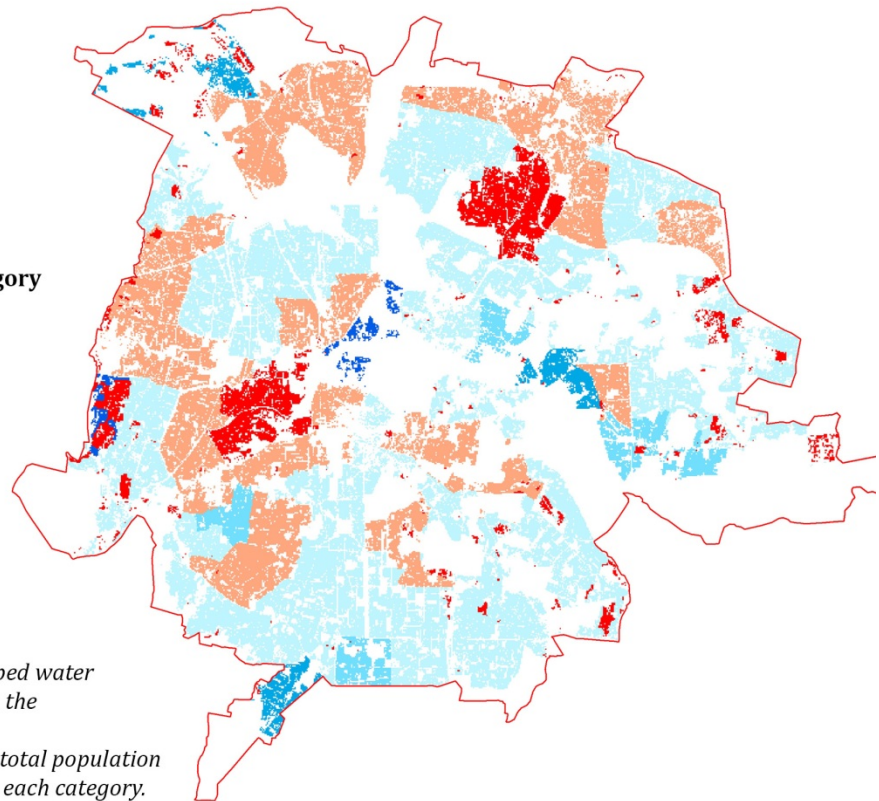 gory
ped water
the
total population
each category.